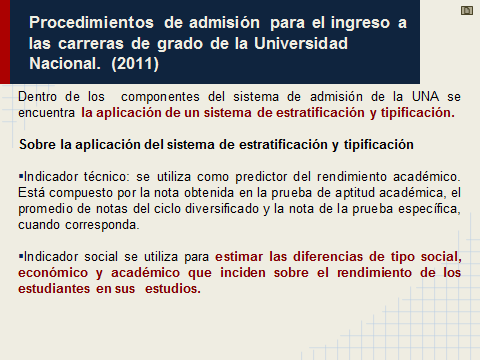 Procedimientos de admisión para el ingreso a
las carreras de grado de la Universidad
Nacional. (2011)
Dentro de los componentes del sistema de admisión de la UNA se
encuentra la aplicación de un sistema de estratificación y tipificación.
Sobre la aplicación del sistema de estratificación y tipificación
▪Indicador técnico: se utiliza como predictor del rendimiento académico.
Está compuesto por la nota obtenida en la prueba de aptitud académica, el
promedio de notas del ciclo diversificado y la nota de la prueba específica,
cuando corresponda.
▪Indicador social se utiliza para estimar las diferencias de tipo social,
económico y académico que inciden sobre el rendimiento de los
estudiantes en sus estudios.